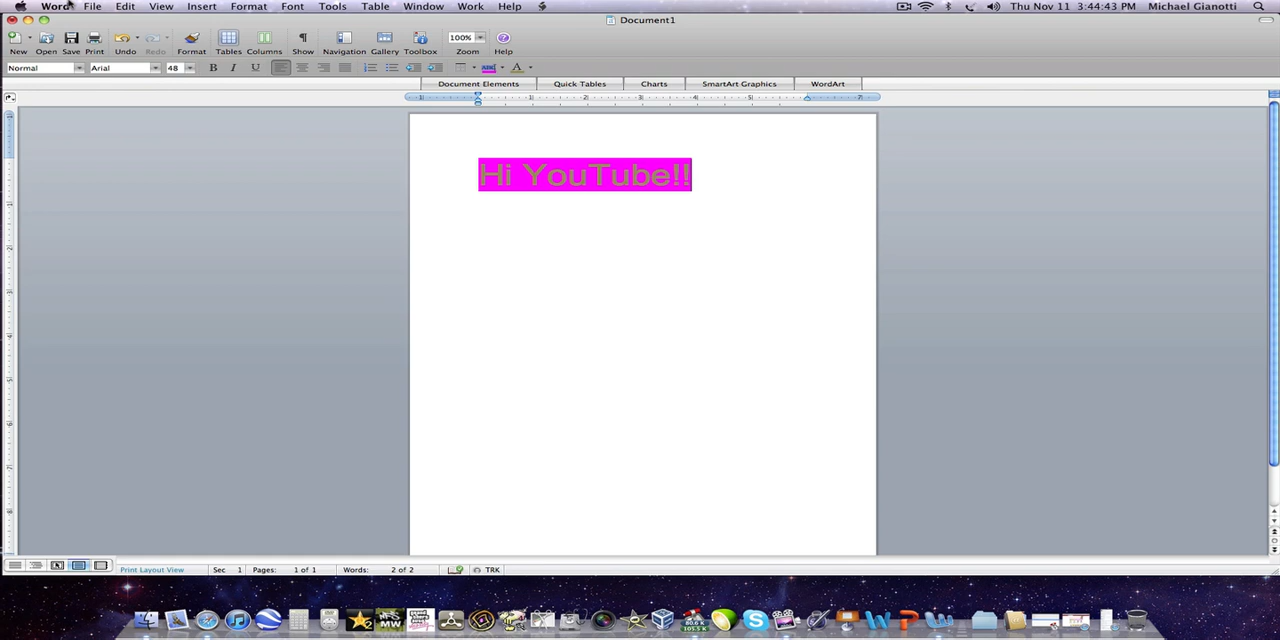 Word File Edit View Insert Format Font Tools Table Window Work Help Thu Nov 11 3:44:43 PM Michael Gianotti
Document1
100%
New Open Save Print Undo Redo Format Tables Columns Show Navigation Gallery Toolbox Zoom Help
Normal Arial 48 B I U A
Document Elements Quick Tables Charts SmartArt Graphics WordArt
Hi YouTube!!
Print Layout View Sec 1 Pages: 1 of 1 Words: 2 of 2 TRK